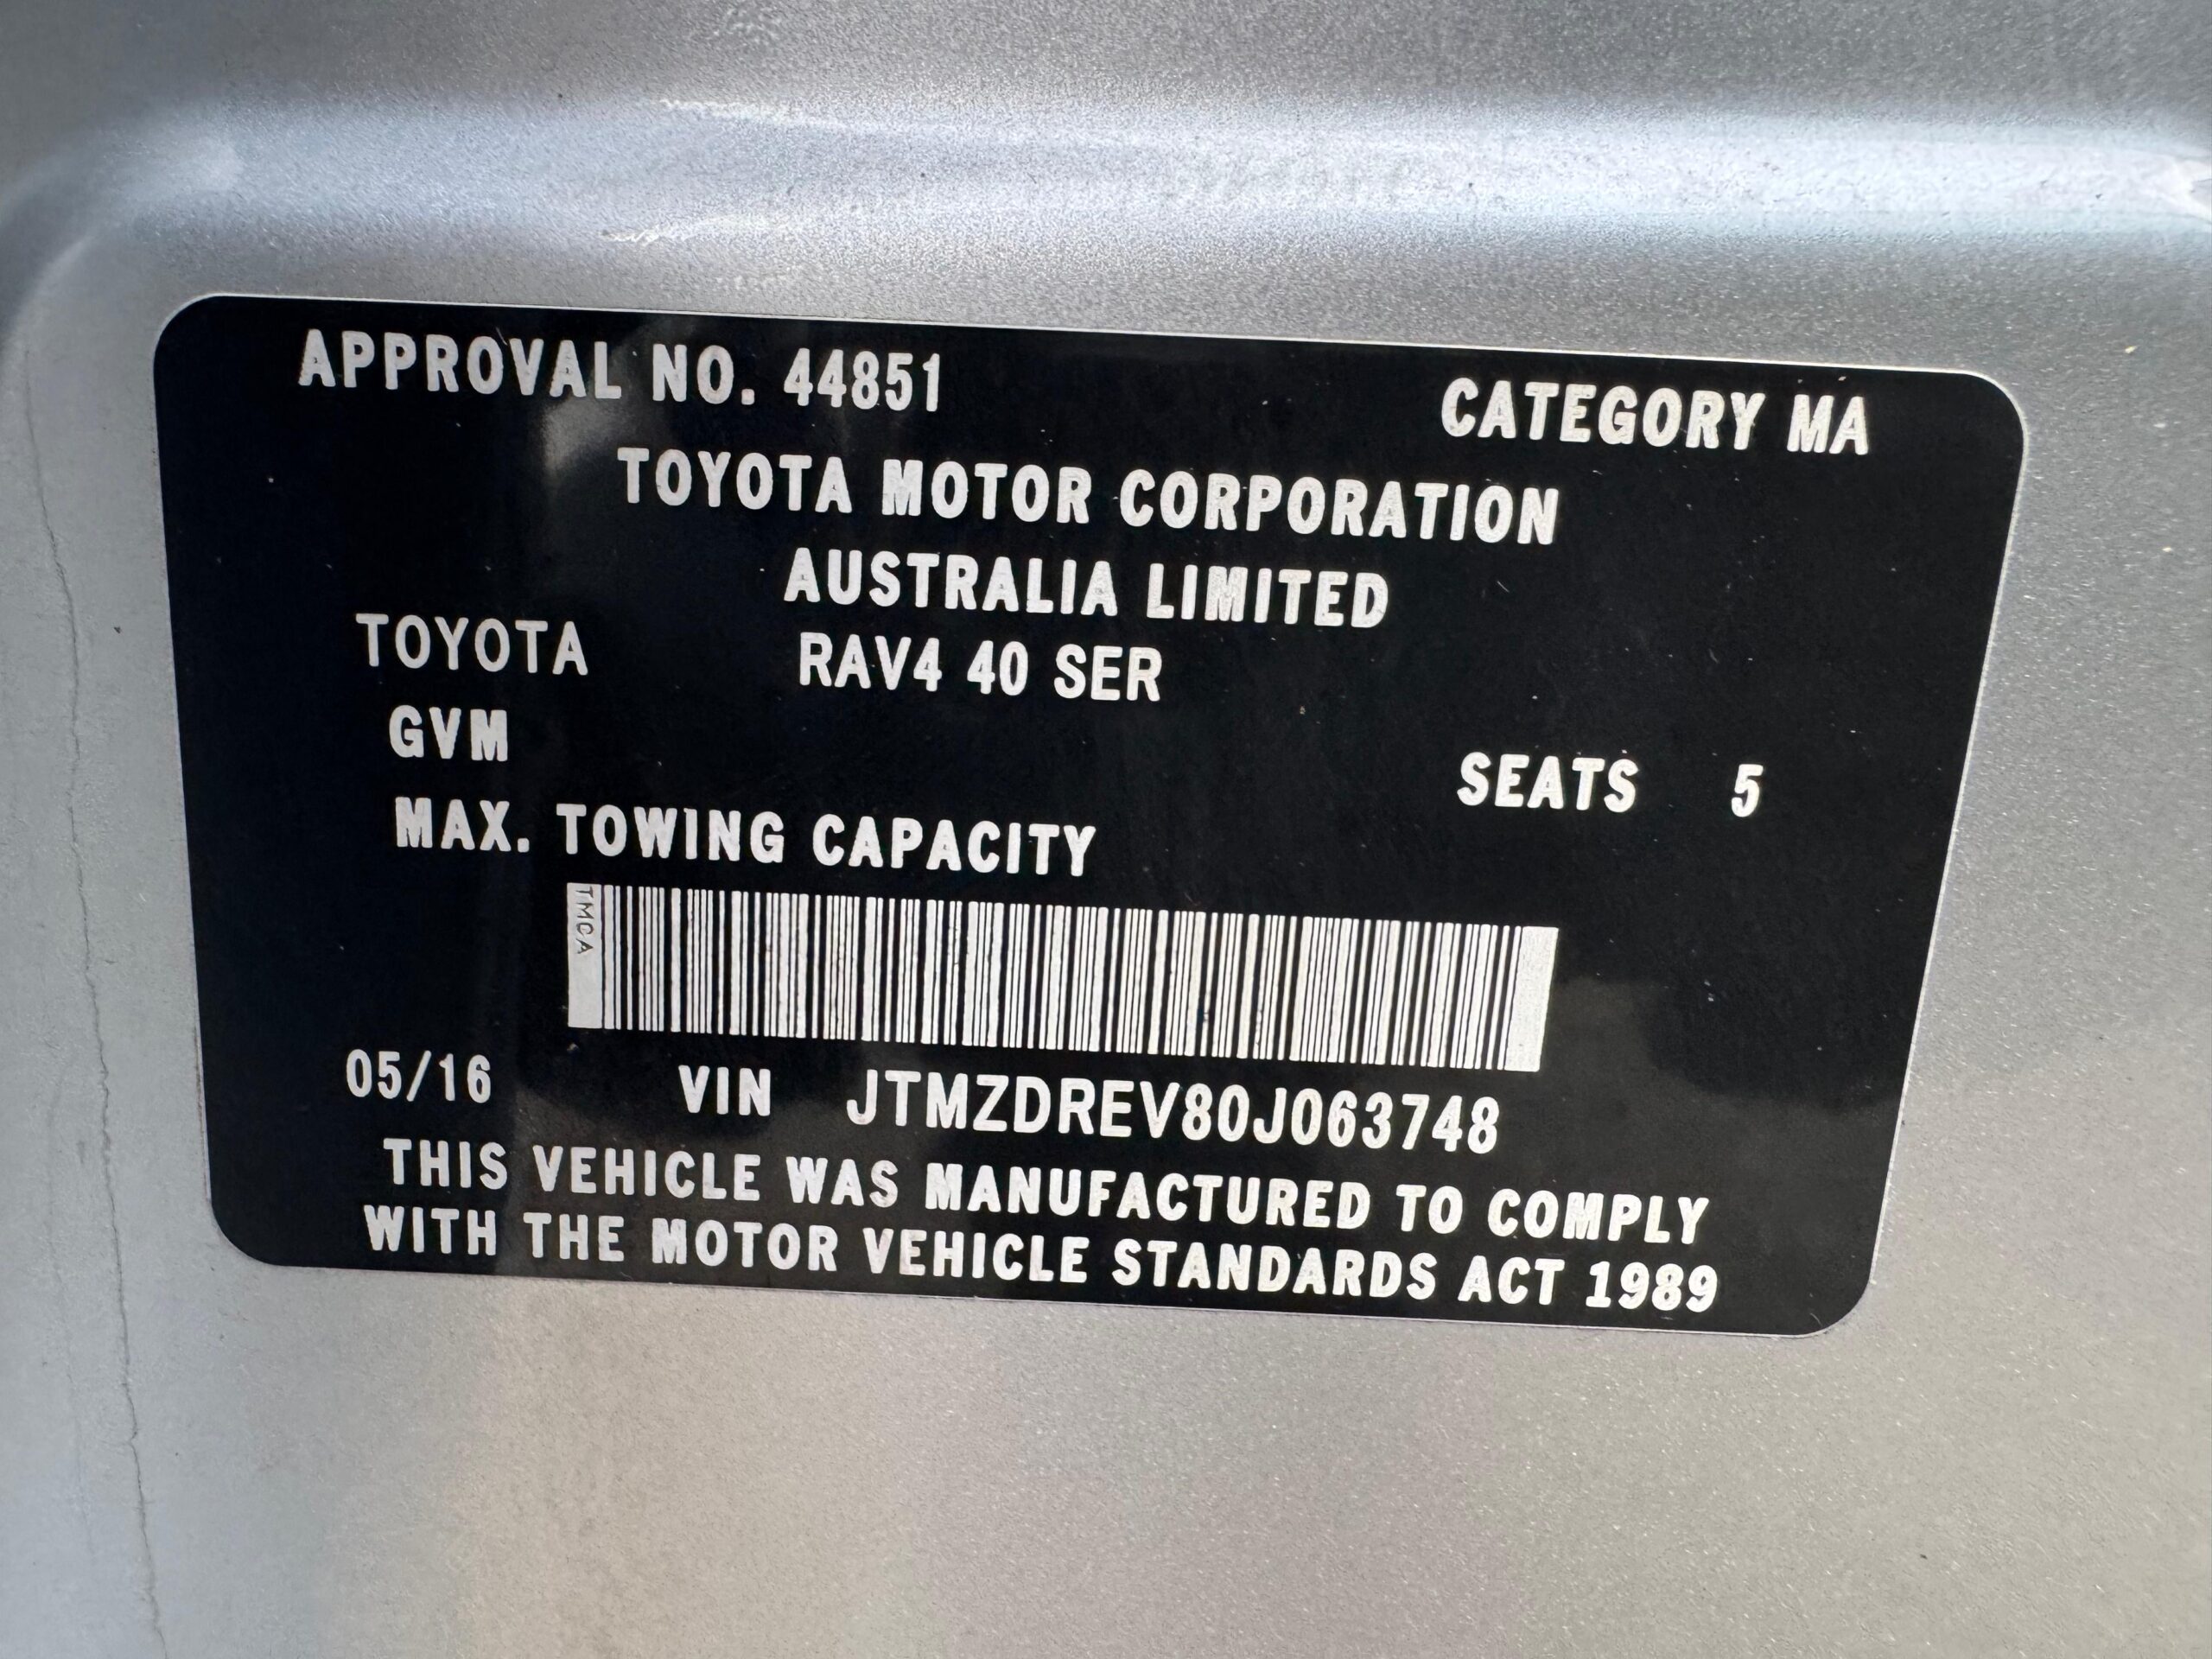 APPROVAL NO. 44851 CATEGORY MA
TOYOTA MOTOR CORPORATION
AUSTRALIA LIMITED
TOYOTA RAV4 40 SER
GVM SEATS 5
MAX. TOWING CAPACITY
TMCA
05/16 VIN JTMZDREV80J063748
THIS VEHICLE WAS MANUFACTURED TO COMPLY
WITH THE MOTOR VEHICLE STANDARDS ACT 1989